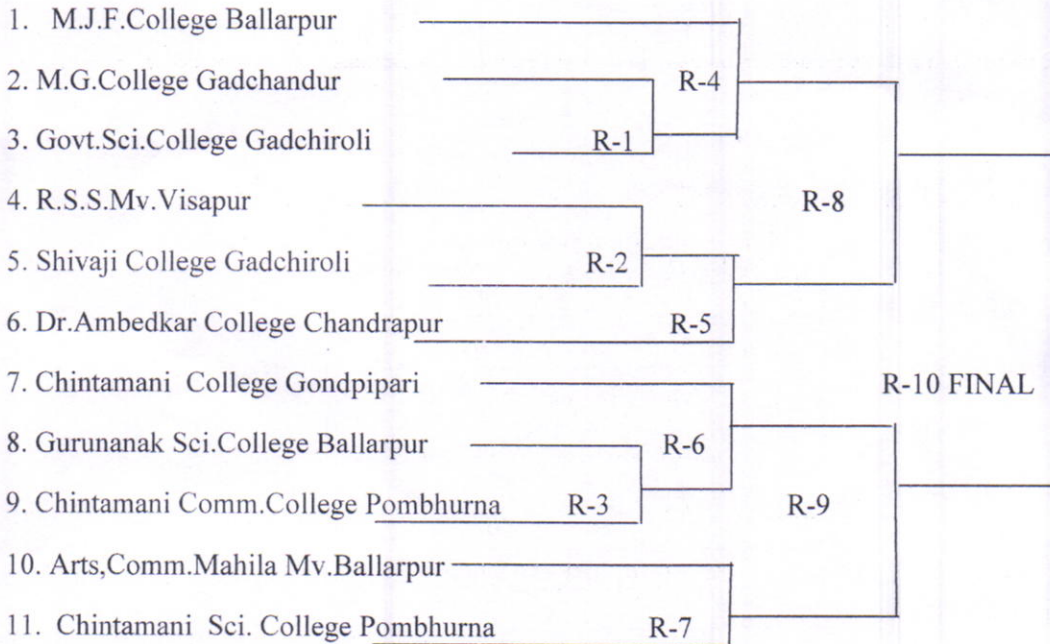 1. M.J.F.College Ballarpur
2. M.G.College Gadchandur R-4
3. Govt.Sci.College Gadchiroli R-1
4. R.S.S.Mv.Visapur R-8
5. Shivaji College Gadchiroli R-2
6. Dr.Ambedkar College Chandrapur R-5
7. Chintamani College Gondpipari R-10 FINAL
8. Gurunanak Sci.College Ballarpur R-6
9. Chintamani Comm.College Pombhurna R-3 R-9
10. Arts,Comm.Mahila Mv.Ballarpur
11. Chintamani Sci. College Pombhurna R-7